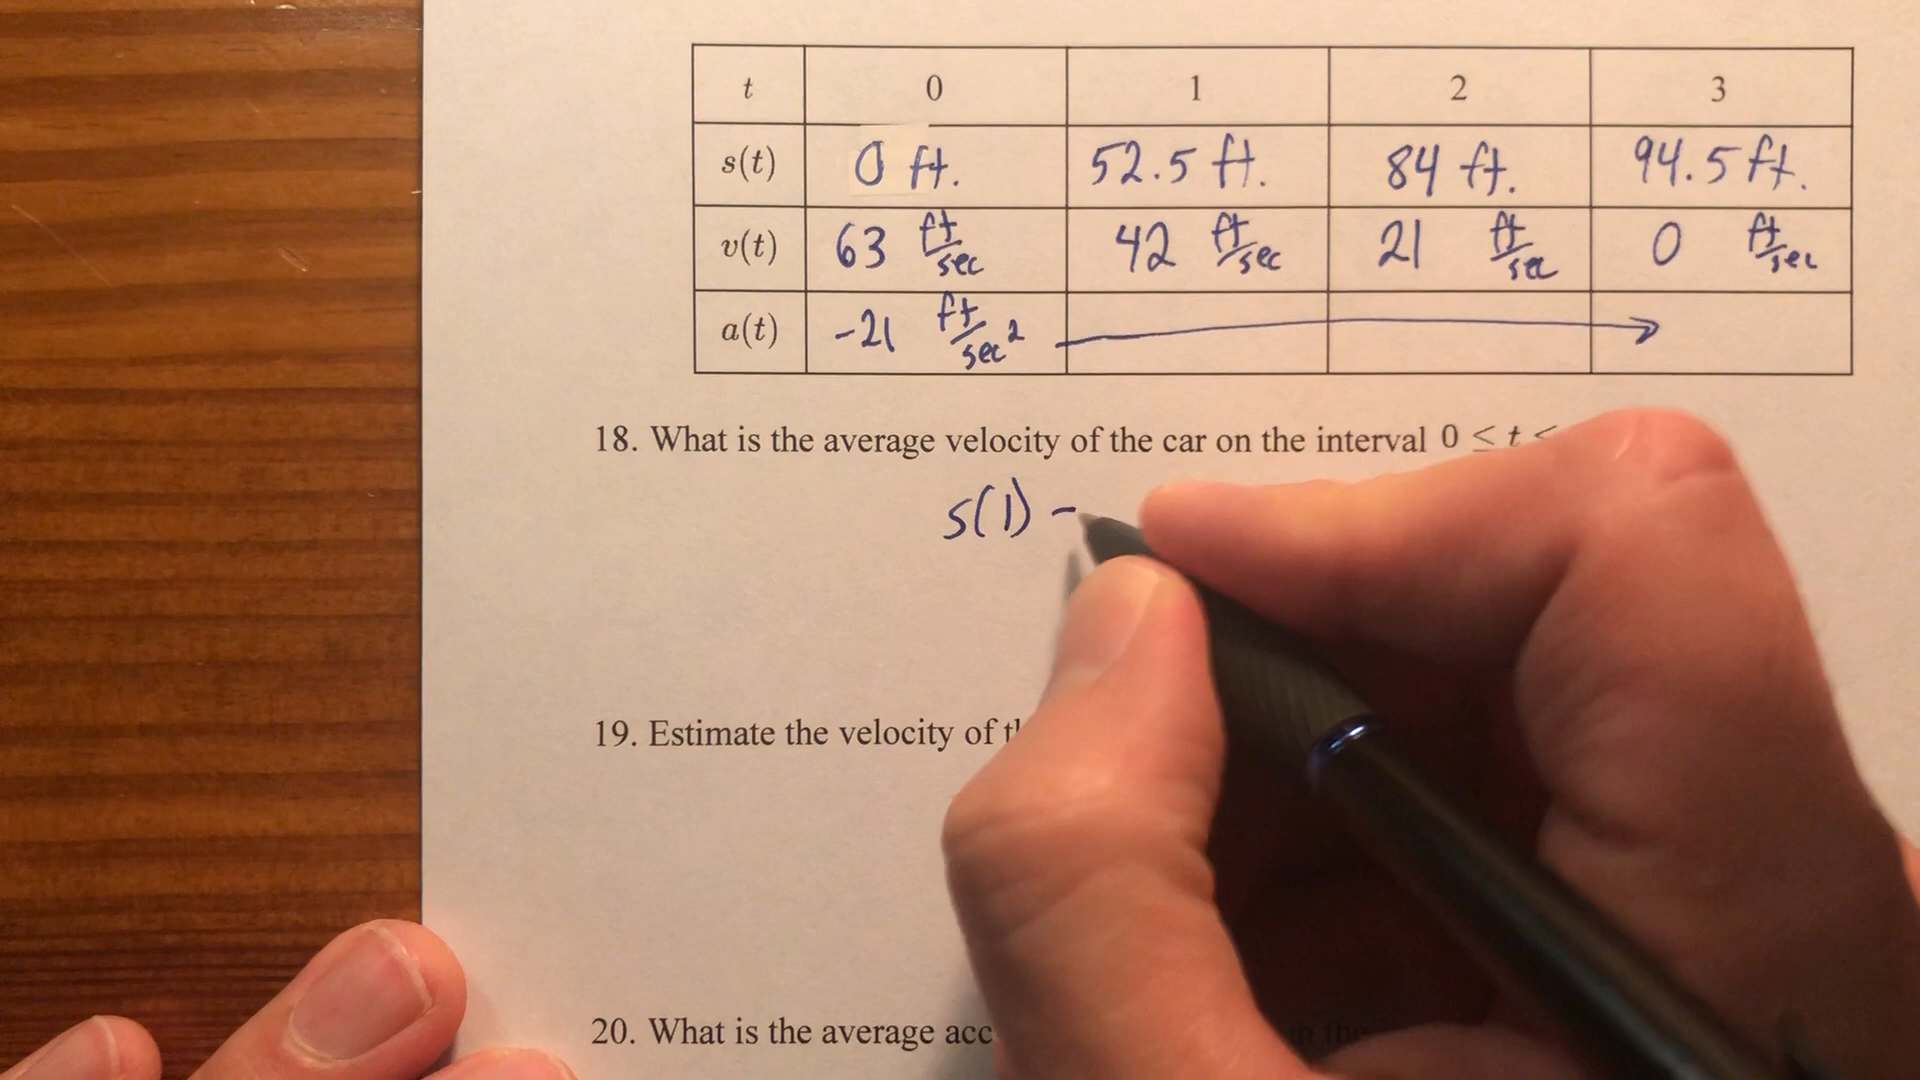 t 0 1 2 3
s(t) 0 ft. 52.5 ft. 84 ft. 94.5 ft.
v(t) 63 ft/sec 42 ft/sec 21 ft/sec 0 ft/sec
a(t) -21 ft/sec²
18. What is the average velocity of the car on the interval 0 ≤ t ≤
s(1) -
19. Estimate the velocity of
20. What is the average